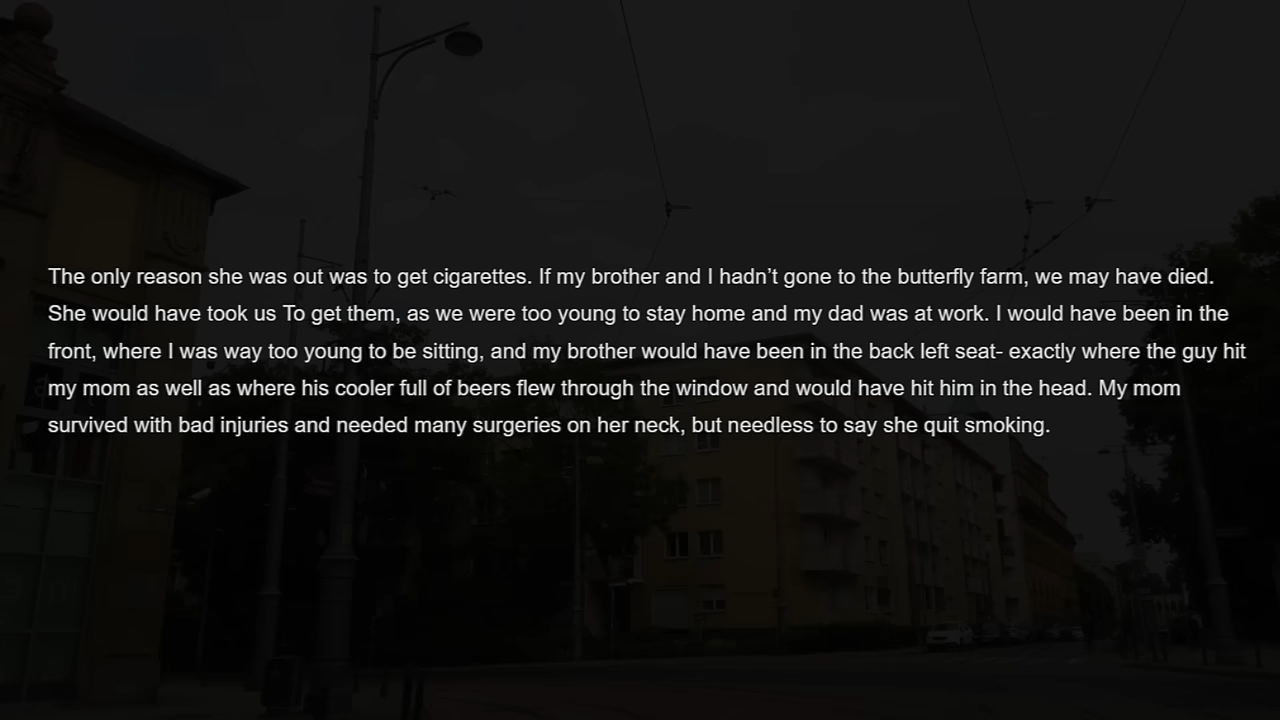 The only reason she was out was to get cigarettes. If my brother and I hadn’t gone to the butterfly farm, we may have died.
She would have took us To get them, as we were too young to stay home and my dad was at work. I would have been in the
front, where I was way too young to be sitting, and my brother would have been in the back left seat- exactly where the guy hit
my mom as well as where his cooler full of beers flew through the window and would have hit him in the head. My mom
survived with bad injuries and needed many surgeries on her neck, but needless to say she quit smoking.